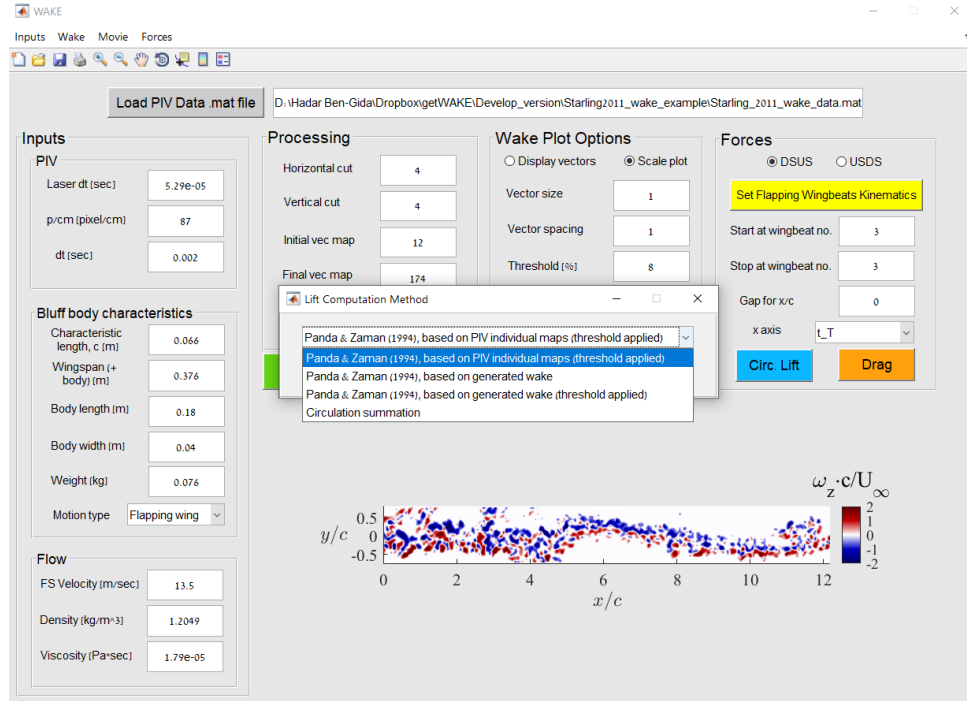 WAKE
Inputs Wake Movie Forces
Load PIV Data .mat file
D:\Hadar Ben-Gida\Dropbox\getWAKE\Develop_version\Starling2011_wake_example\Starling_2011_wake_data.mat
Inputs
PIV
Laser dt [sec] 5.29e-05
p/cm [pixel/cm] 87
dt [sec] 0.002
Bluff body characteristics
Characteristic length, c [m] 0.066
Wingspan (+ body) [m] 0.376
Body length [m] 0.18
Body width [m] 0.04
Weight [kg] 0.076
Motion type Flapping wing
Flow
FS Velocity [m/sec] 13.5
Density [kg/m^3] 1.2049
Viscosity [Pa*sec] 1.79e-05
Processing
Horizontal cut 4
Vertical cut 4
Initial vec map 12
Final vec map 174
Wake Plot Options
Display vectors Scale plot
Vector size 1
Vector spacing 1
Threshold [%] 8
Forces
DSUS USDS
Set Flapping Wingbeats Kinematics
Start at wingbeat no. 3
Stop at wingbeat no. 3
Gap for x/c 0
x axis t_T
Circ. Lift Drag
Lift Computation Method
Panda & Zaman (1994), based on PIV individual maps (threshold applied)
Panda & Zaman (1994), based on PIV individual maps (threshold applied)
Panda & Zaman (1994), based on generated wake
Panda & Zaman (1994), based on generated wake (threshold applied)
Circulation summation
ω_z·c/U_∞
y/c
0.5
0
-0.5
0 2 4 6 8 10 12
x/c
2
1
0
-1
-2